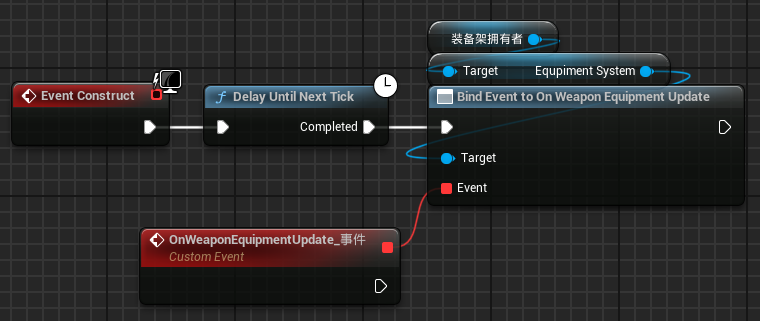 装备架拥有者
Target Equpiment System
Event Construct
Delay Until Next Tick
Bind Event to On Weapon Equipment Update
Completed
Target
Event
OnWeaponEquipmentUpdate_事件
Custom Event